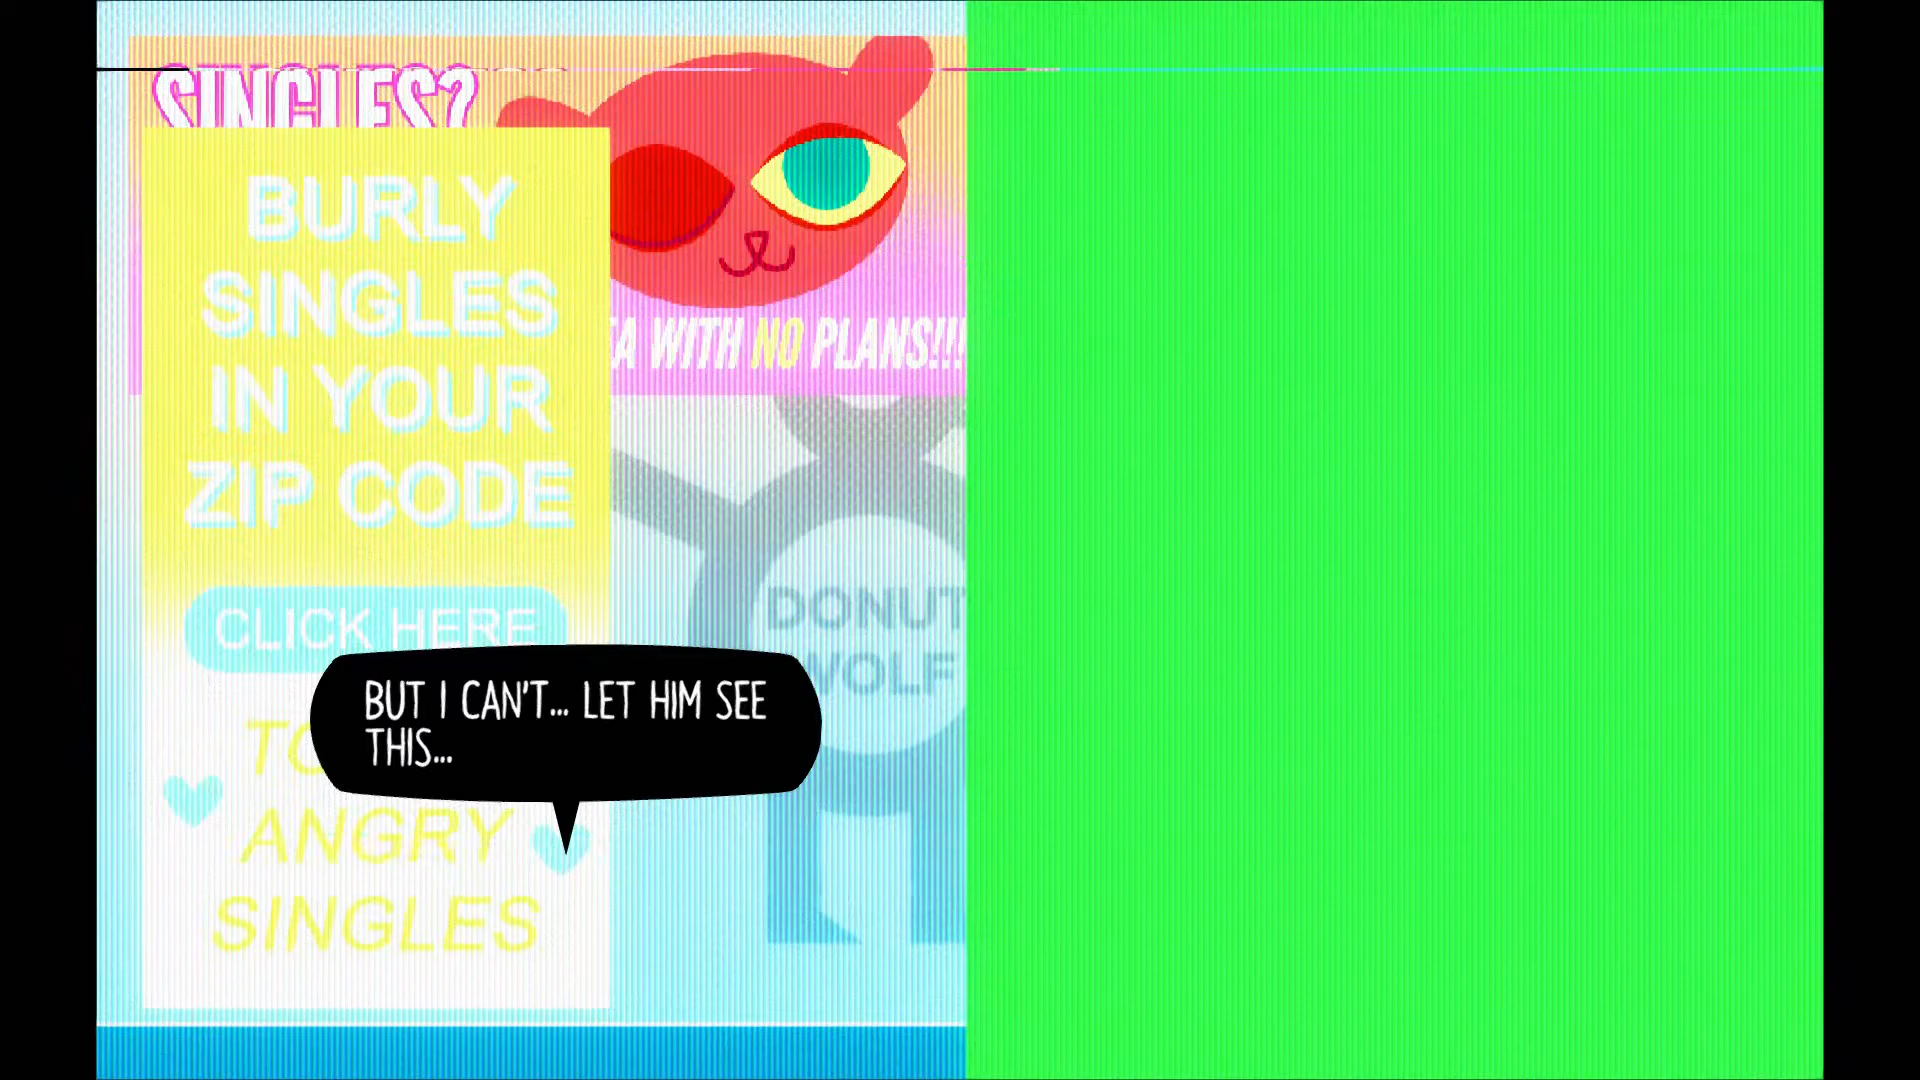 SINGLES?
BURLY
SINGLES
IN YOUR
ZIP CODE
CLICK HERE
ANGRY
SINGLES
WITH NO PLANS!!!
DONUT
WOLF
BUT I CAN'T... LET HIM SEE
THIS...